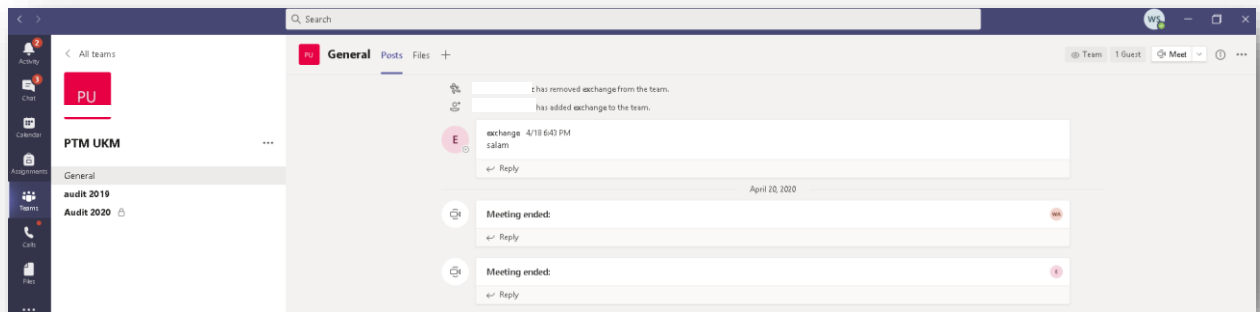 Search
WS
2
Activity
All teams
PU
General Posts Files +
Team 1 Guest Meet
3
Chat
PU
t has removed exchange from the team.
has added exchange to the team.
Calendar
PTM UKM
E
exchange 4/18 6:43 PM
salam
Reply
Assignments
General
audit 2019
Audit 2020
Teams
April 20, 2020
Meeting ended:
WA
Reply
Calls
Meeting ended:
E
Reply
Files